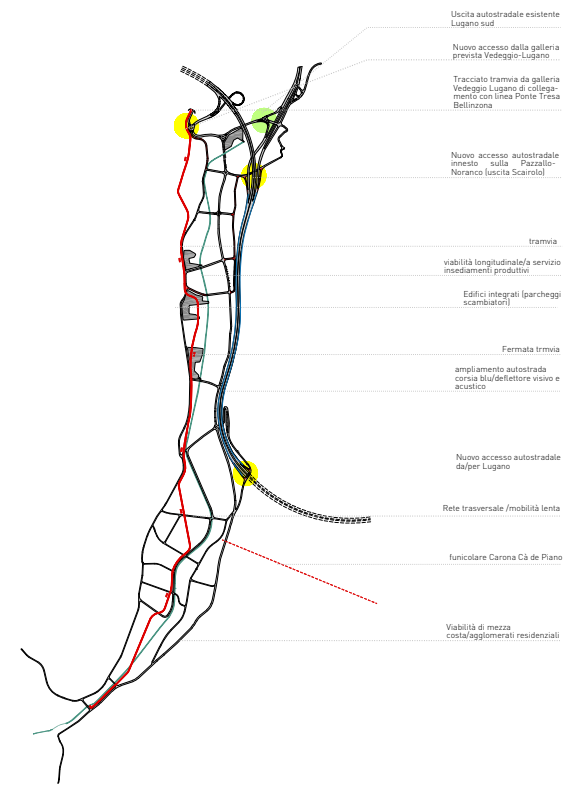 Uscita autostradale esistente
Lugano sud
Nuovo accesso dalla galleria
prevista Vedeggio-Lugano
Tracciato tramvia da galleria
Vedeggio Lugano di collega-
mento con linea Ponte Tresa
Bellinzona
Nuovo accesso autostradale
innesto sulla Pazzallo-
Noranco (uscita Scairolo)
tramvia
viabilità longitudinale/a servizio
insediamenti produttivi
Edifici integrati (parcheggi
scambiatori)
Fermata trmvia
ampliamento autostrada
corsia blu/deflettore visivo e
acustico
Nuovo accesso autostradale
da/per Lugano
Rete trasversale /mobilità lenta
funicolare Carona Cà de Piano
Viabilità di mezza
costa/agglomerati residenziali